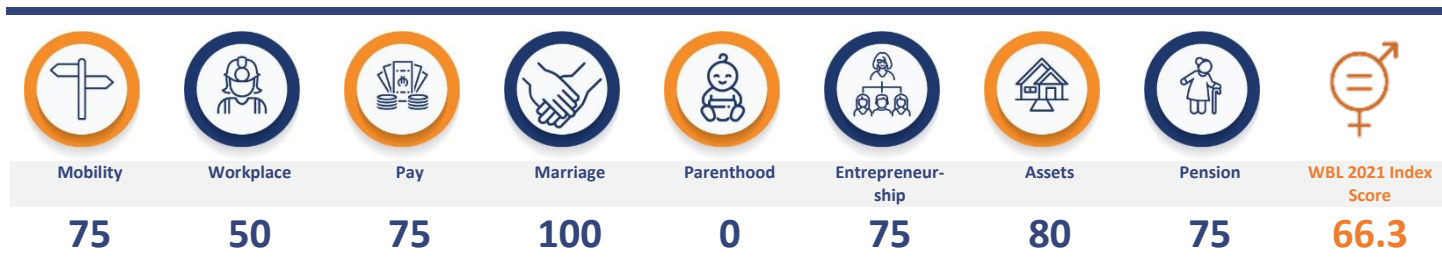 Mobility
Workplace
Pay
Marriage
Parenthood
Entrepreneur-
ship
Assets
Pension
WBL 2021 Index
Score
75
50
75
100
0
75
80
75
66.3